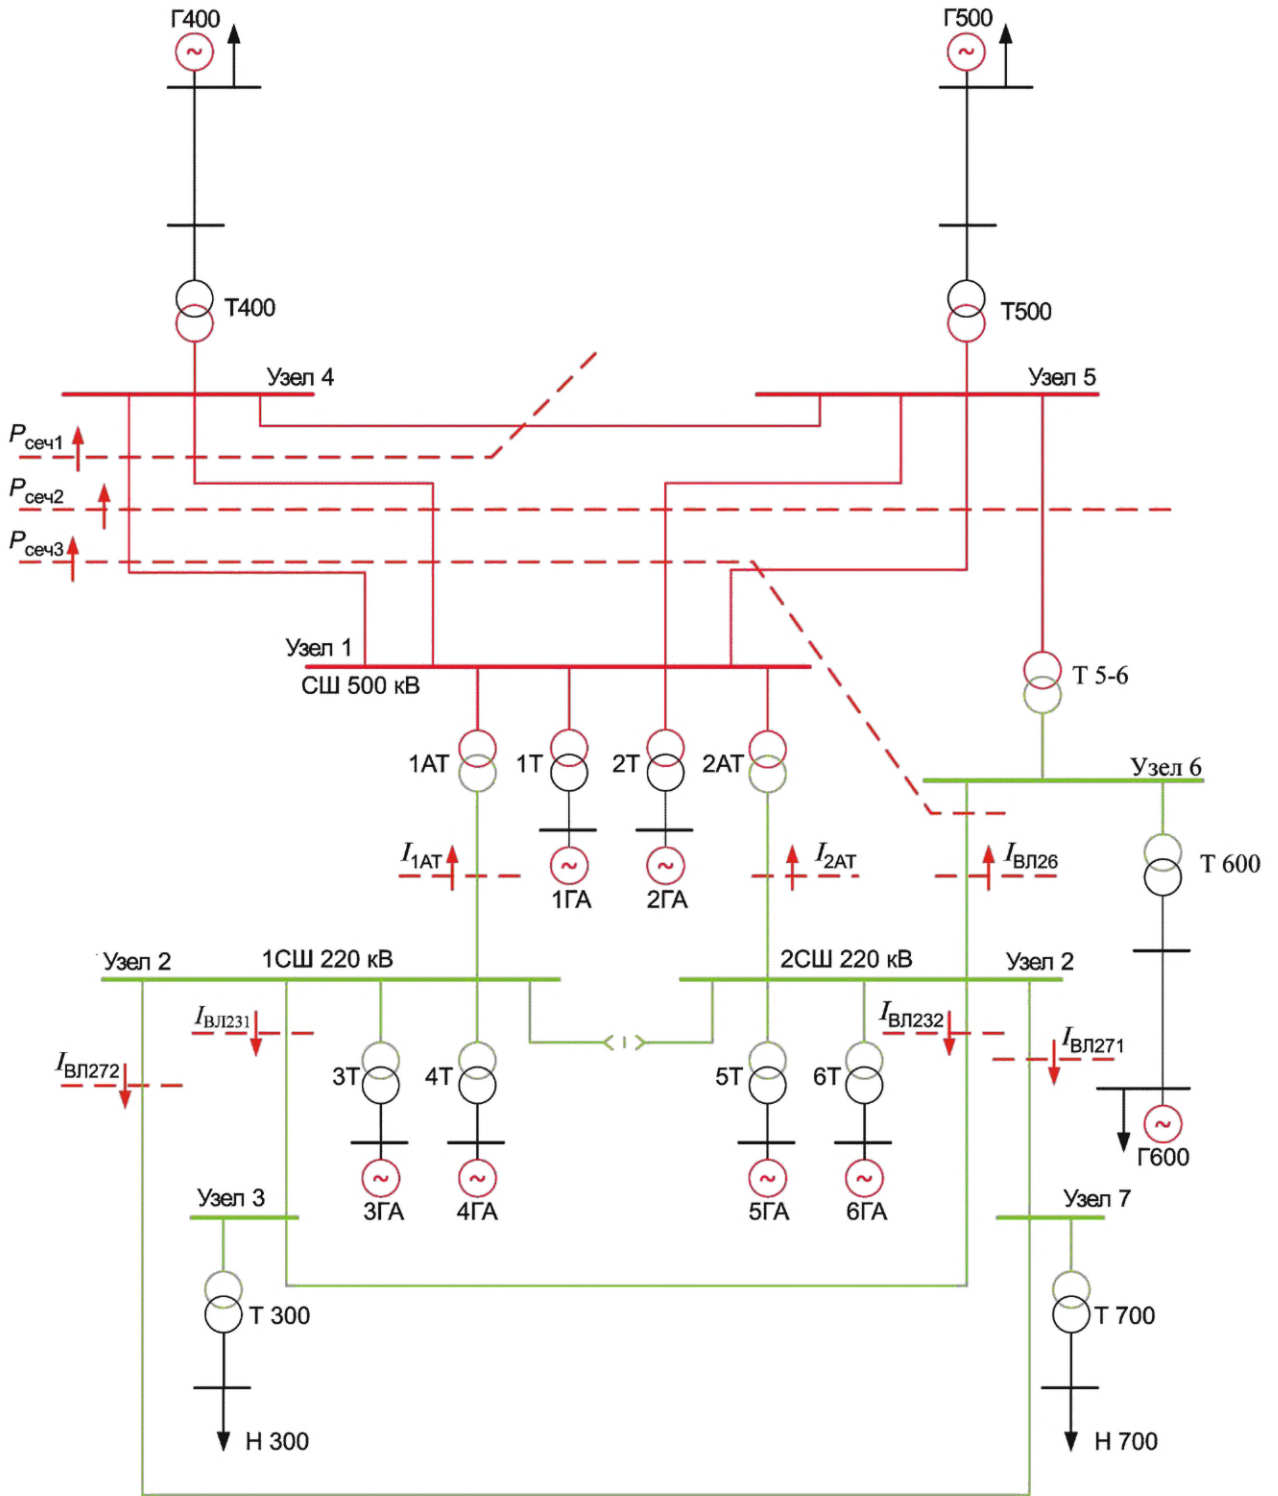 Г400
Г500
Т400
Т500
Узел 4
Узел 5
Pсеч1
Pсеч2
Pсеч3
Узел 1
СШ 500 кВ
Т 5-6
1АТ
1Т
2Т
2АТ
Узел 6
I1АТ
I2АТ
IВЛ26
Т 600
1ГА
2ГА
Узел 2
1СШ 220 кВ
2СШ 220 кВ
Узел 2
IВЛ231
IВЛ232
IВЛ271
IВЛ272
3Т
4Т
5Т
6Т
Г600
Узел 3
3ГА
4ГА
5ГА
6ГА
Узел 7
Т 300
Т 700
Н 300
Н 700